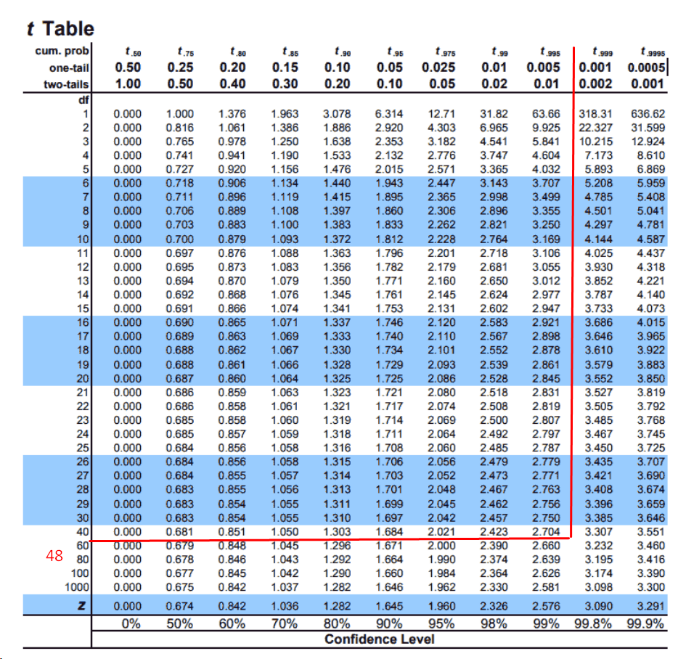 t Table
cum. prob t .50 t .75 t .80 t .85 t .90 t .95 t .975 t .99 t .995 t .999 t .9995
one-tail 0.50 0.25 0.20 0.15 0.10 0.05 0.025 0.01 0.005 0.001 0.0005
two-tails 1.00 0.50 0.40 0.30 0.20 0.10 0.05 0.02 0.01 0.002 0.001
df
1 0.000 1.000 1.376 1.963 3.078 6.314 12.71 31.82 63.66 318.31 636.62
2 0.000 0.816 1.061 1.386 1.886 2.920 4.303 6.965 9.925 22.327 31.599
3 0.000 0.765 0.978 1.250 1.638 2.353 3.182 4.541 5.841 10.215 12.924
4 0.000 0.741 0.941 1.190 1.533 2.132 2.776 3.747 4.604 7.173 8.610
5 0.000 0.727 0.920 1.156 1.476 2.015 2.571 3.365 4.032 5.893 6.869
6 0.000 0.718 0.906 1.134 1.440 1.943 2.447 3.143 3.707 5.208 5.959
7 0.000 0.711 0.896 1.119 1.415 1.895 2.365 2.998 3.499 4.785 5.408
8 0.000 0.706 0.889 1.108 1.397 1.860 2.306 2.896 3.355 4.501 5.041
9 0.000 0.703 0.883 1.100 1.383 1.833 2.262 2.821 3.250 4.297 4.781
10 0.000 0.700 0.879 1.093 1.372 1.812 2.228 2.764 3.169 4.144 4.587
11 0.000 0.697 0.876 1.088 1.363 1.796 2.201 2.718 3.106 4.025 4.437
12 0.000 0.695 0.873 1.083 1.356 1.782 2.179 2.681 3.055 3.930 4.318
13 0.000 0.694 0.870 1.079 1.350 1.771 2.160 2.650 3.012 3.852 4.221
14 0.000 0.692 0.868 1.076 1.345 1.761 2.145 2.624 2.977 3.787 4.140
15 0.000 0.691 0.866 1.074 1.341 1.753 2.131 2.602 2.947 3.733 4.073
16 0.000 0.690 0.865 1.071 1.337 1.746 2.120 2.583 2.921 3.686 4.015
17 0.000 0.689 0.863 1.069 1.333 1.740 2.110 2.567 2.898 3.646 3.965
18 0.000 0.688 0.862 1.067 1.330 1.734 2.101 2.552 2.878 3.610 3.922
19 0.000 0.688 0.861 1.066 1.328 1.729 2.093 2.539 2.861 3.579 3.883
20 0.000 0.687 0.860 1.064 1.325 1.725 2.086 2.528 2.845 3.552 3.850
21 0.000 0.686 0.859 1.063 1.323 1.721 2.080 2.518 2.831 3.527 3.819
22 0.000 0.686 0.858 1.061 1.321 1.717 2.074 2.508 2.819 3.505 3.792
23 0.000 0.685 0.858 1.060 1.319 1.714 2.069 2.500 2.807 3.485 3.768
24 0.000 0.685 0.857 1.059 1.318 1.711 2.064 2.492 2.797 3.467 3.745
25 0.000 0.684 0.856 1.058 1.316 1.708 2.060 2.485 2.787 3.450 3.725
26 0.000 0.684 0.856 1.058 1.315 1.706 2.056 2.479 2.779 3.435 3.707
27 0.000 0.684 0.855 1.057 1.314 1.703 2.052 2.473 2.771 3.421 3.690
28 0.000 0.683 0.855 1.056 1.313 1.701 2.048 2.467 2.763 3.408 3.674
29 0.000 0.683 0.854 1.055 1.311 1.699 2.045 2.462 2.756 3.396 3.659
30 0.000 0.683 0.854 1.055 1.310 1.697 2.042 2.457 2.750 3.385 3.646
40 0.000 0.681 0.851 1.050 1.303 1.684 2.021 2.423 2.704 3.307 3.551
60 0.000 0.679 0.848 1.045 1.296 1.671 2.000 2.390 2.660 3.232 3.460
48
80 0.000 0.678 0.846 1.043 1.292 1.664 1.990 2.374 2.639 3.195 3.416
100 0.000 0.677 0.845 1.042 1.290 1.660 1.984 2.364 2.626 3.174 3.390
1000 0.000 0.675 0.842 1.037 1.282 1.646 1.962 2.330 2.581 3.098 3.300
z 0.000 0.674 0.842 1.036 1.282 1.645 1.960 2.326 2.576 3.090 3.291
0% 50% 60% 70% 80% 90% 95% 98% 99% 99.8% 99.9%
Confidence Level